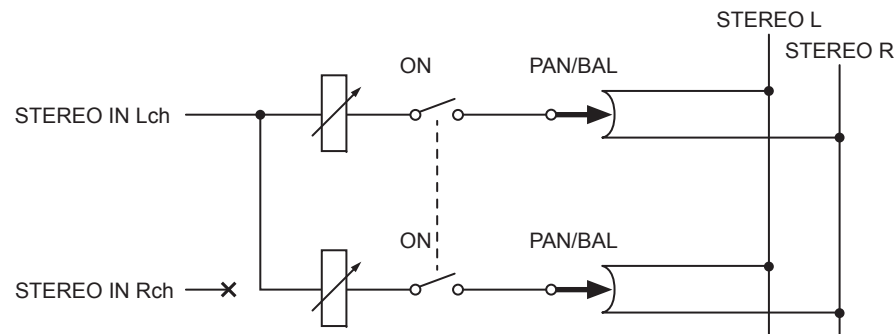 STEREO L
STEREO R
ON
PAN/BAL
STEREO IN Lch
ON
PAN/BAL
STEREO IN Rch